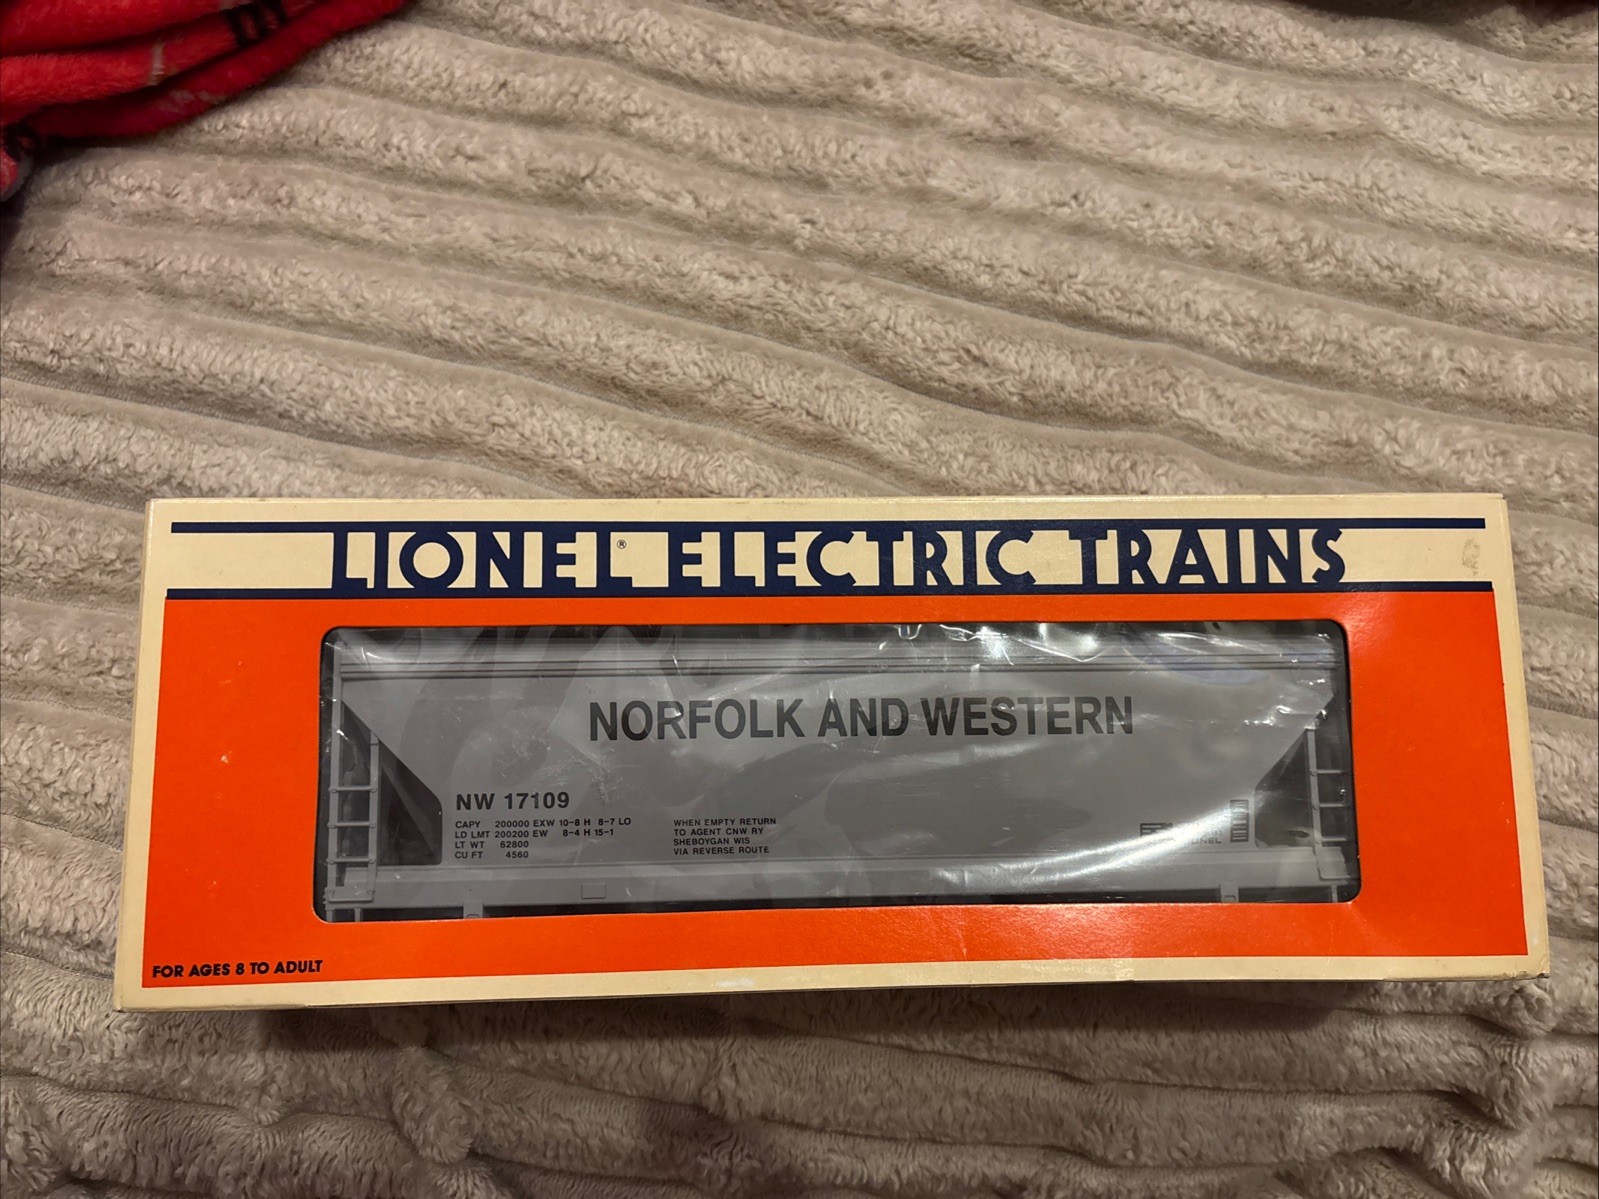 LIONEL® ELECTRIC TRAINS
NORFOLK AND WESTERN
NW 17109
CAPY 200000 EXW 10-8 H 8-7 LO
LD LMT 200200 EW 8-4 H 15-1
LT WT 62800
CU FT 4560
WHEN EMPTY RETURN
TO AGENT CNW RY
SHEBOYGAN WIS
VIA REVERSE ROUTE
FOR AGES 8 TO ADULT